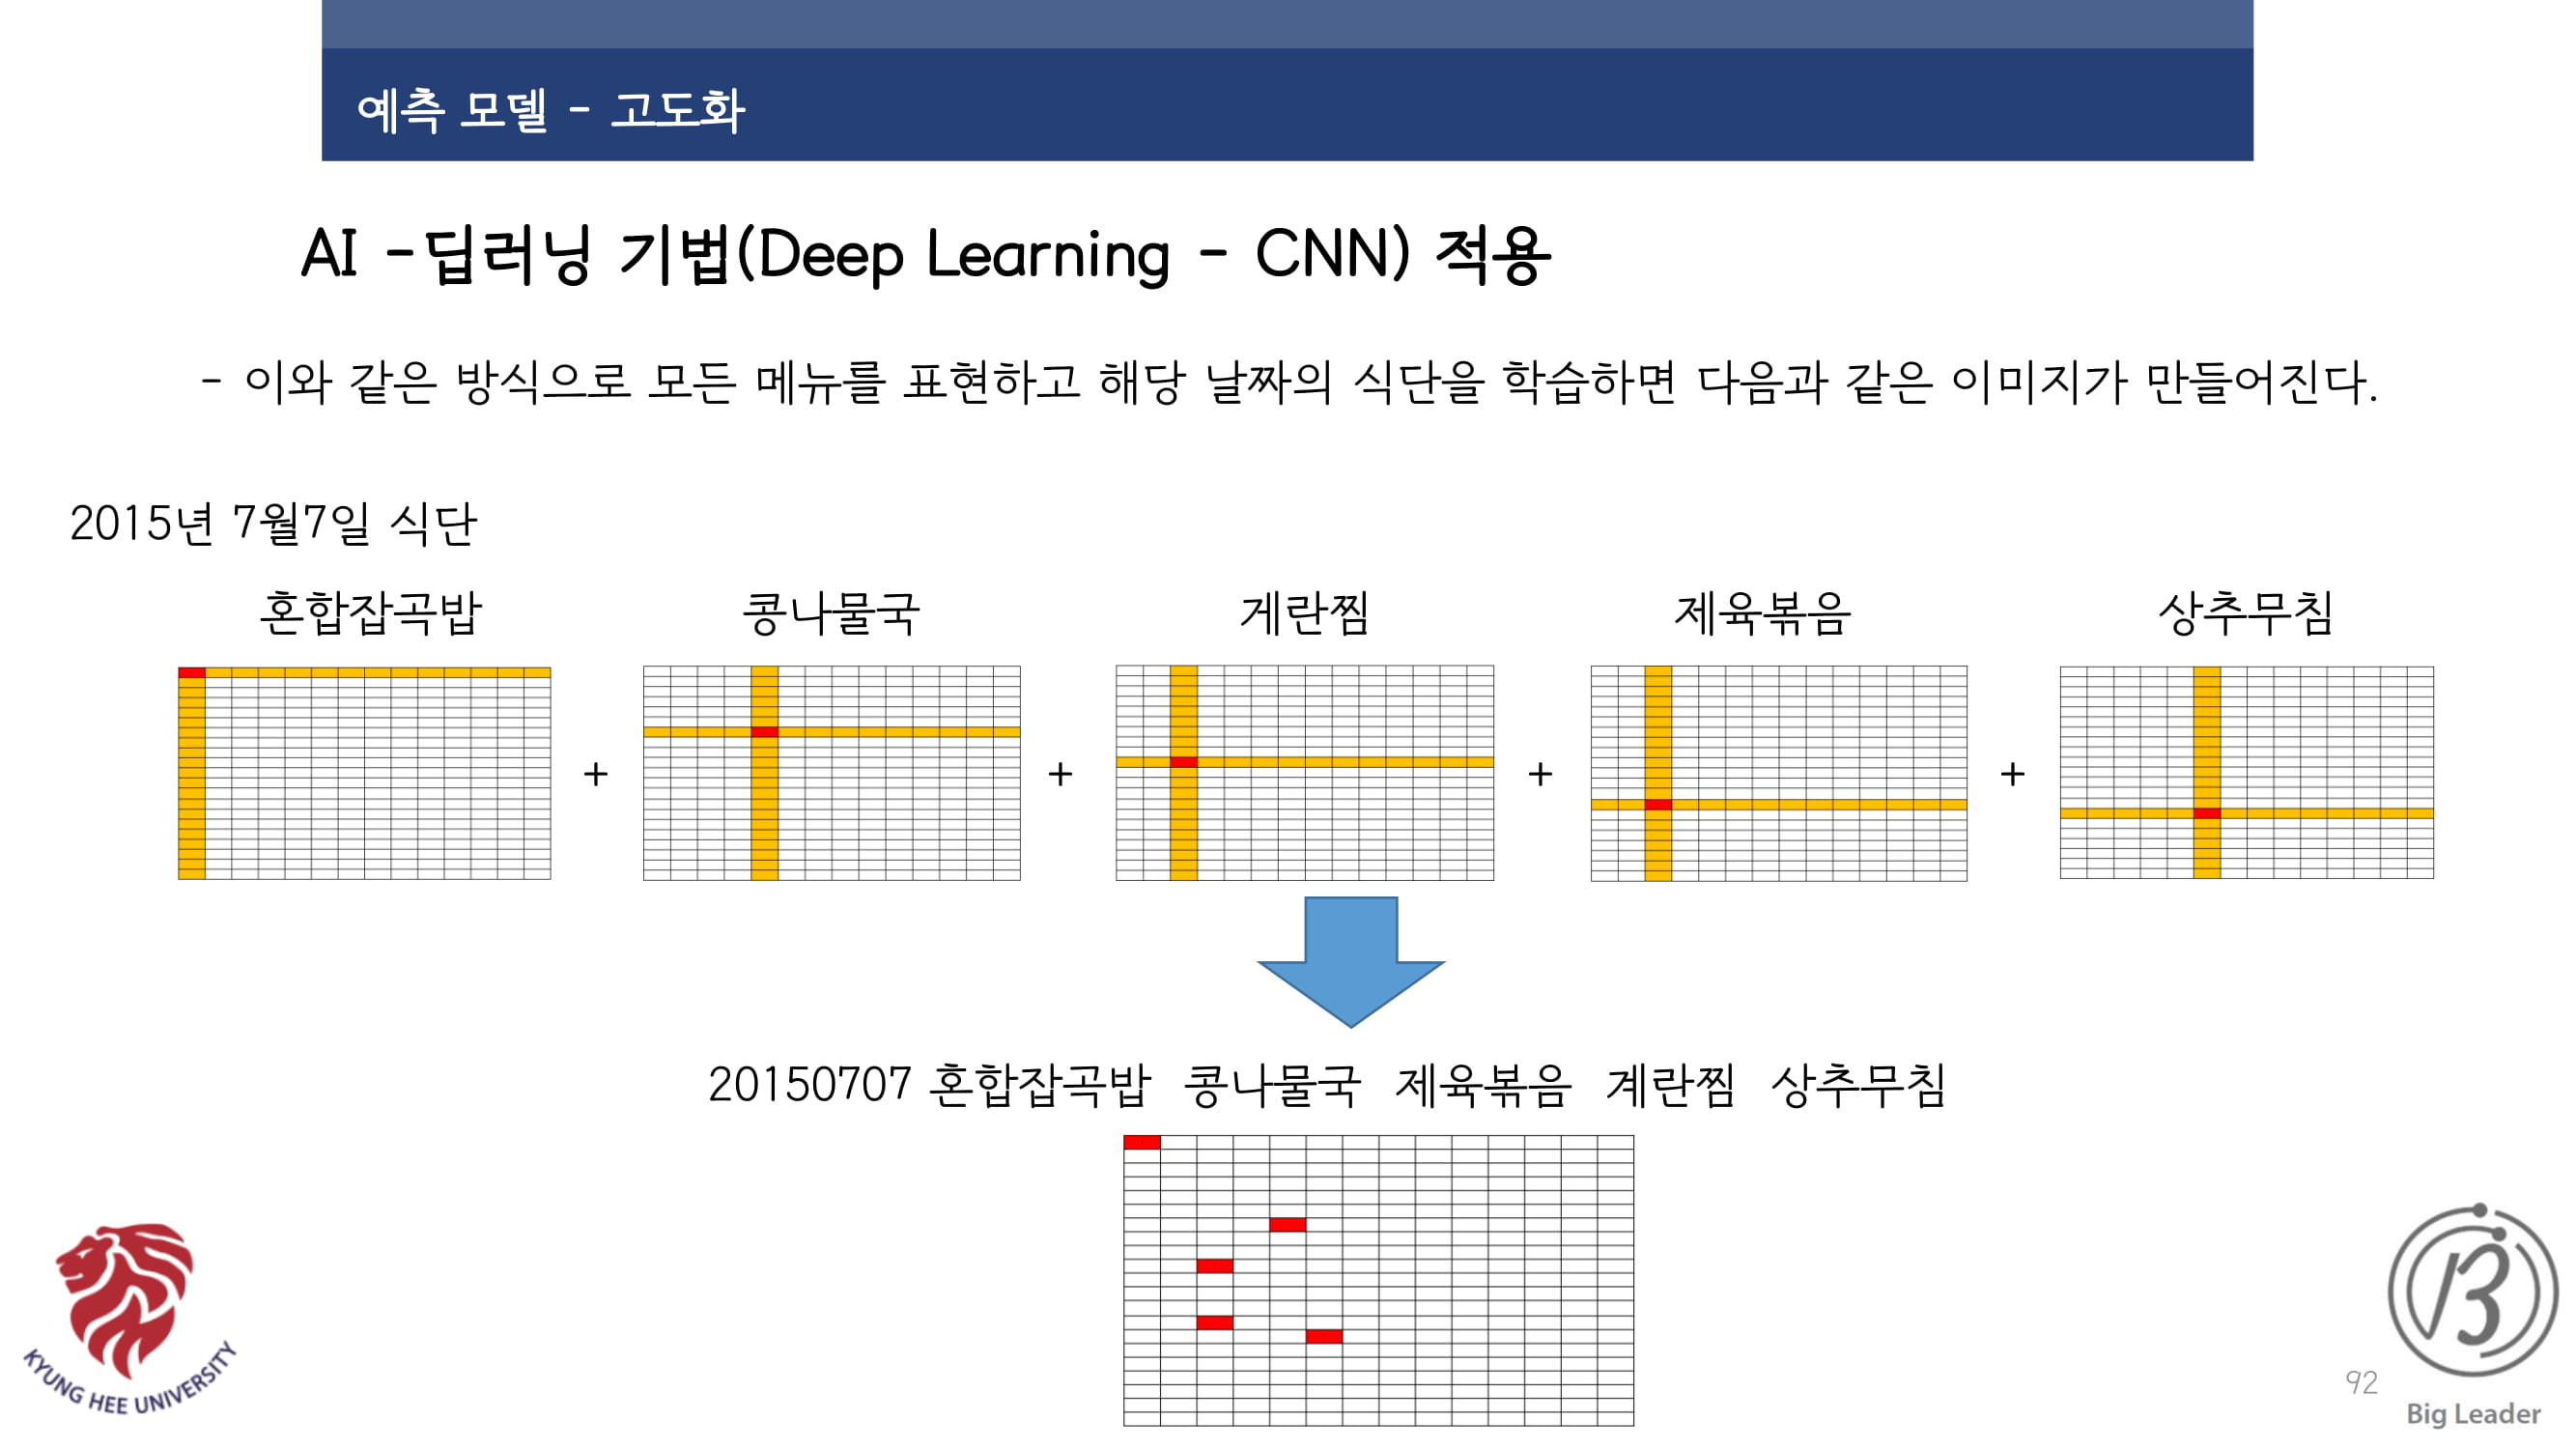 예측 모델 - 고도화
AI -딥러닝 기법(Deep Learning - CNN) 적용
- 이와 같은 방식으로 모든 메뉴를 표현하고 해당 날짜의 식단을 학습하면 다음과 같은 이미지가 만들어진다.
2015년 7월7일 식단
혼합잡곡밥 콩나물국 게란찜 제육볶음 상추무침
+ + + +
20150707 혼합잡곡밥 콩나물국 제육볶음 계란찜 상추무침
KYUNG HEE UNIVERSITY
92
Big Leader